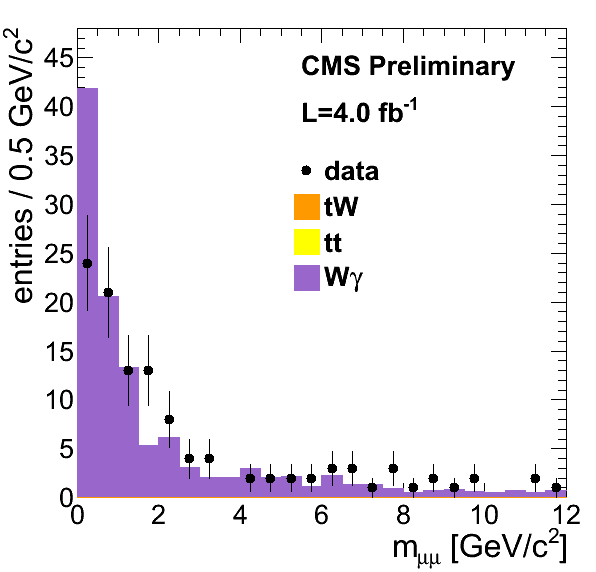 CMS Preliminary
L=4.0 fb⁻¹
data
tW
tt
Wγ
entries / 0.5 GeV/c²
45
40
35
30
25
20
15
10
5
0
0 2 4 6 8 10 12
m_μμ [GeV/c²]